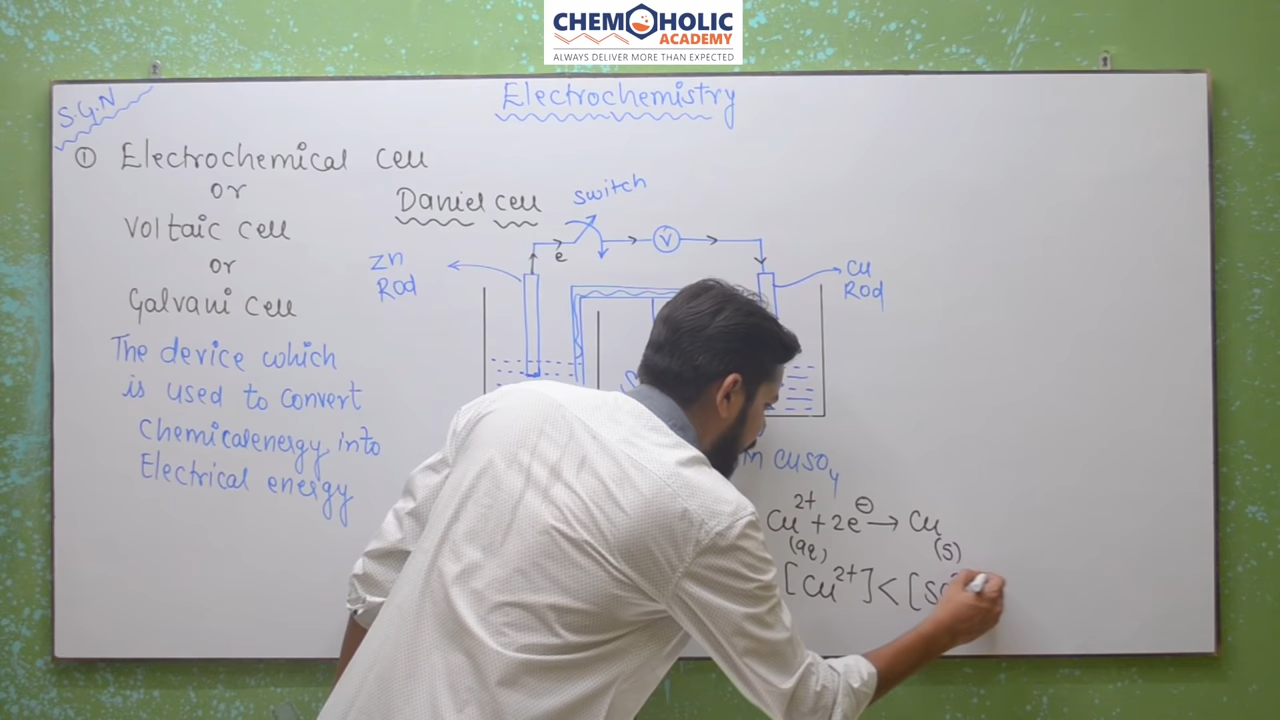 CHEMOHOLIC
ACADEMY
ALWAYS DELIVER MORE THAN EXPECTED
S.G.N
Electrochemistry
① Electrochemical cell
or
Voltaic cell
or
Galvani cell
The device which
is used to convert
Chemicalenergy into
Electrical energy
Daniel cell
switch
e
V
Zn
Rod
Cu
Rod
CuSO₄
Cu²⁺ + 2e⊖ → Cu
(aq) (s)
[Cu²⁺] < [S